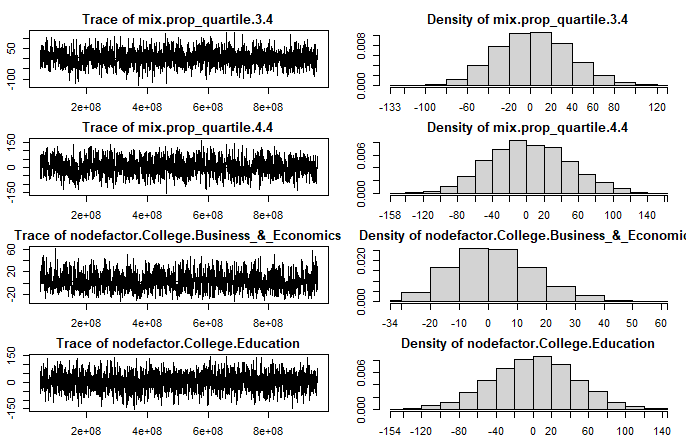 Trace of mix.prop_quartile.3.4
Density of mix.prop_quartile.3.4
-100 50
2e+08 4e+08 6e+08 8e+08
0.000 0.008
-133 -100 -60 -20 0 20 40 60 80 120
Trace of mix.prop_quartile.4.4
Density of mix.prop_quartile.4.4
-150 0 150
2e+08 4e+08 6e+08 8e+08
0.000 0.006
-158 -120 -80 -40 0 20 60 100 140
Trace of nodefactor.College.Business_&_Economics
Density of nodefactor.College.Business_&_Economic
-20 20 60
2e+08 4e+08 6e+08 8e+08
0.000 0.020
-34 -20 -10 0 10 20 30 40 50 60
Trace of nodefactor.College.Education
Density of nodefactor.College.Education
-150 0 150
2e+08 4e+08 6e+08 8e+08
0.000 0.006
-154 -120 -80 -40 0 20 40 60 80 120